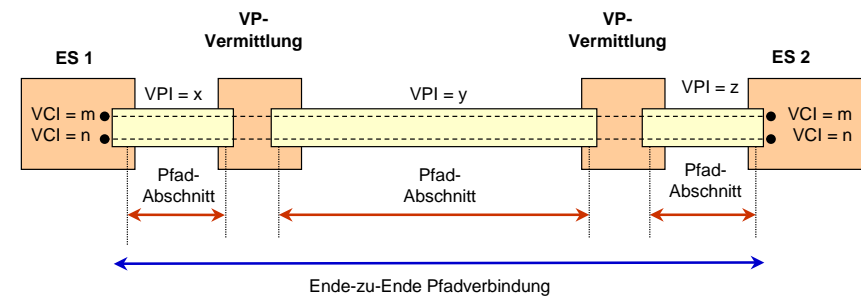 VP-
Vermittlung
VP-
Vermittlung
ES 1
ES 2
VPI = x
VPI = y
VPI = z
VCI = m
VCI = n
VCI = m
VCI = n
Pfad-
Abschnitt
Pfad-
Abschnitt
Pfad-
Abschnitt
Ende-zu-Ende Pfadverbindung